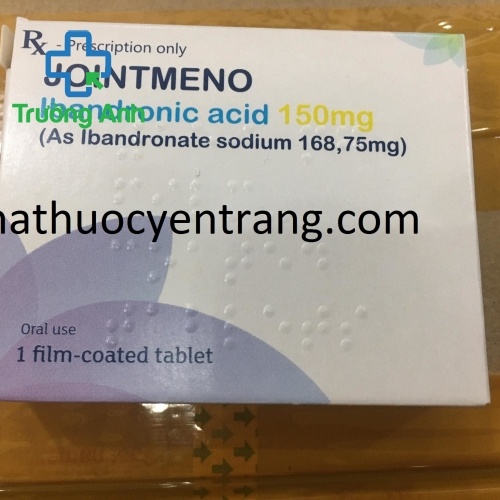 Rx - Prescription only
JOINTMENO
Ibandronic acid 150mg
Trường Anh
(As Ibandronate sodium 168,75mg)
nathuocyentrang.com
Oral use
1 film-coated tablet